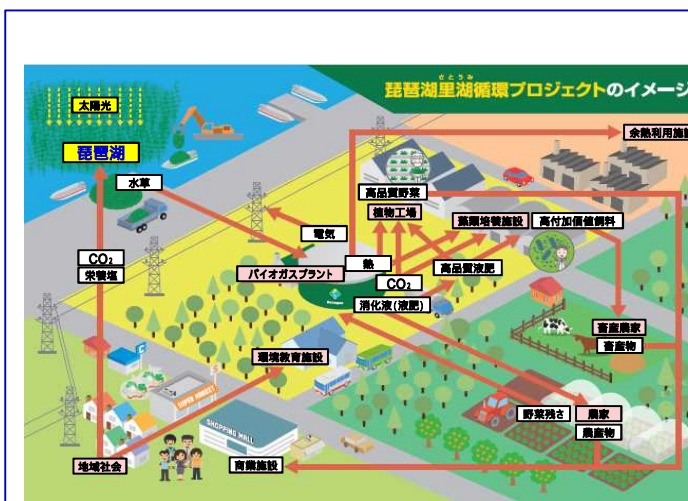 さとうみ
琵琶湖里湖循環プロジェクトのイメージ
太陽光
余熱利用施設
琵琶湖
水草
高品質野菜
植物工場
藻類培養施設
高付加価値飼料
電気
熱
CO₂
栄養塩
バイオガスプラント
高品質液肥
CO₂
消化液(液肥)
畜産農家
畜産物
環境教育施設
SUPER MARKET
野菜残さ
農家
SHOPPING MALL
農産物
地域社会
商業施設